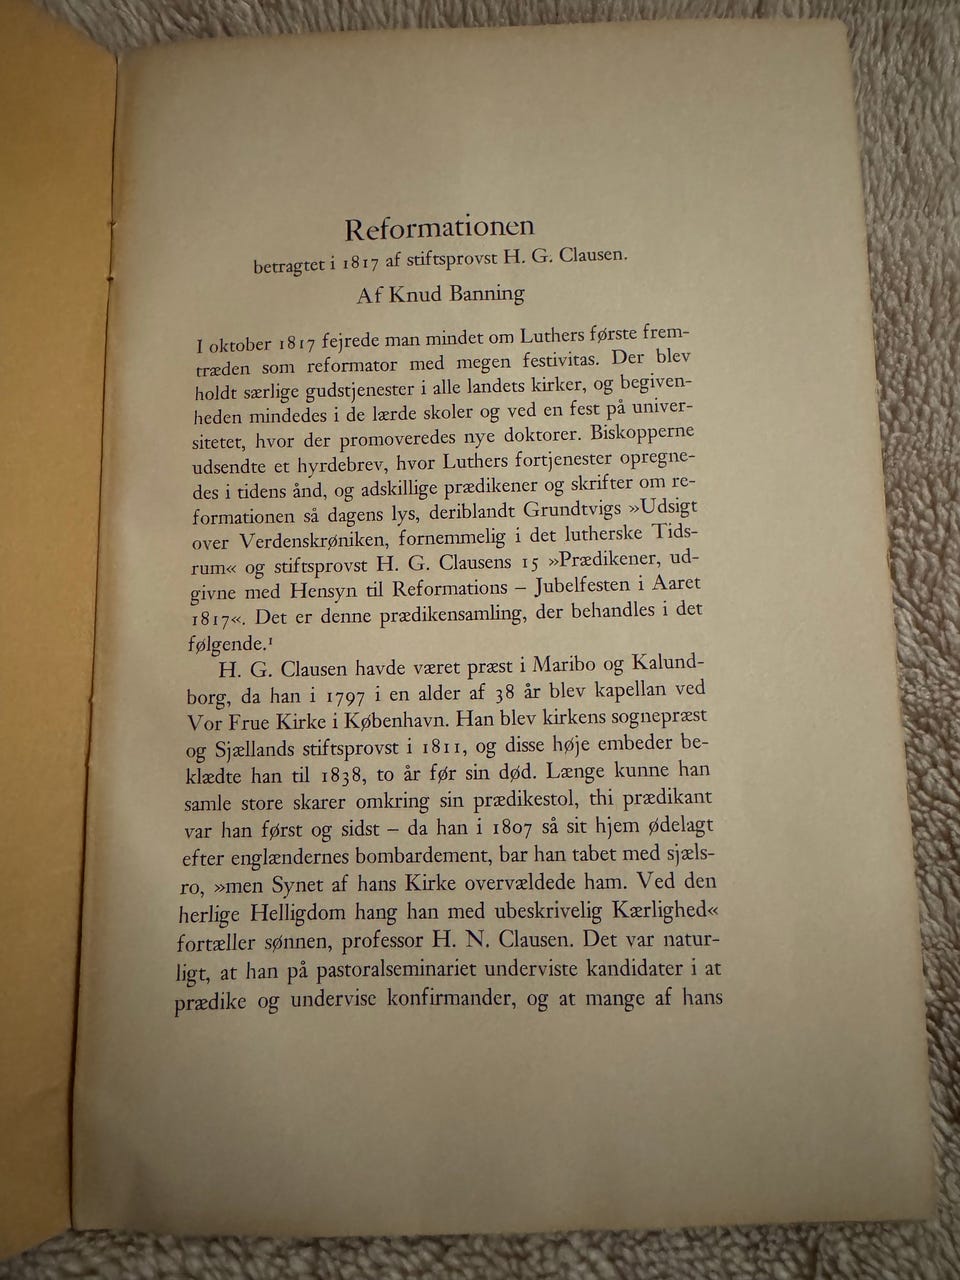 Reformationen
betragtet i 1817 af stiftsprovst H. G. Clausen.
Af Knud Banning
I oktober 1817 fejrede man mindet om Luthers første frem-
træden som reformator med megen festivitas. Der blev
holdt særlige gudstjenester i alle landets kirker, og begiven-
heden mindedes i de lærde skoler og ved en fest på univer-
sitetet, hvor der promoveredes nye doktorer. Biskopperne
udsendte et hyrdebrev, hvor Luthers fortjenester opregne-
des i tidens ånd, og adskillige prædikener og skrifter om re-
formationen så dagens lys, deriblandt Grundtvigs »Udsigt
over Verdenskrøniken, fornemmelig i det lutherske Tids-
rum« og stiftsprovst H. G. Clausens 15 »Prædikener, ud-
givne med Hensyn til Reformations – Jubelfesten i Aaret
1817«. Det er denne prædikensamling, der behandles i det
følgende.¹
H. G. Clausen havde været præst i Maribo og Kalund-
borg, da han i 1797 i en alder af 38 år blev kapellan ved
Vor Frue Kirke i København. Han blev kirkens sognepræst
og Sjællands stiftsprovst i 1811, og disse høje embeder be-
klædte han til 1838, to år før sin død. Længe kunne han
samle store skarer omkring sin prædikestol, thi prædikant
var han først og sidst – da han i 1807 så sit hjem ødelagt
efter englændernes bombardement, bar han tabet med sjæls-
ro, »men Synet af hans Kirke overvældede ham. Ved den
herlige Helligdom hang han med ubeskrivelig Kærlighed«
fortæller sønnen, professor H. N. Clausen. Det var natur-
ligt, at han på pastoralseminariet underviste kandidater i at
prædike og undervise konfirmander, og at mange af hans